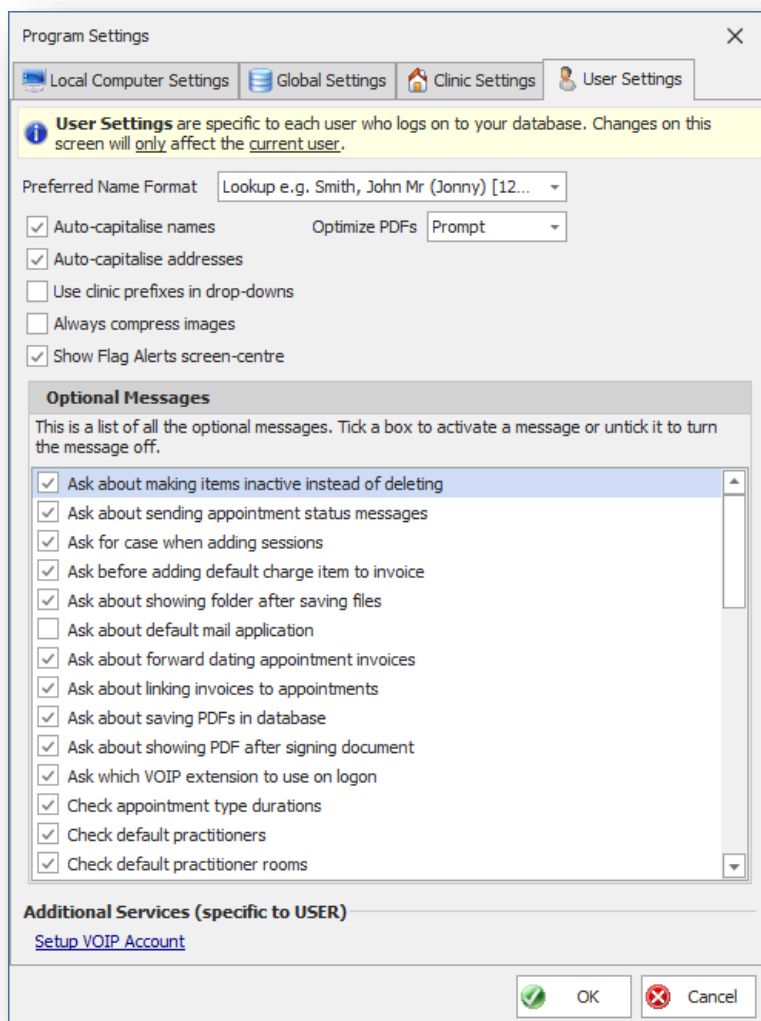 Program Settings
Local Computer Settings
Global Settings
Clinic Settings
User Settings
User Settings are specific to each user who logs on to your database. Changes on this
screen will only affect the current user.
Preferred Name Format Lookup e.g. Smith, John Mr (Jonny) [12...
Auto-capitalise names Optimize PDFs Prompt
Auto-capitalise addresses
Use clinic prefixes in drop-downs
Always compress images
Show Flag Alerts screen-centre
Optional Messages
This is a list of all the optional messages. Tick a box to activate a message or untick it to turn
the message off.
Ask about making items inactive instead of deleting
Ask about sending appointment status messages
Ask for case when adding sessions
Ask before adding default charge item to invoice
Ask about showing folder after saving files
Ask about default mail application
Ask about forward dating appointment invoices
Ask about linking invoices to appointments
Ask about saving PDFs in database
Ask about showing PDF after signing document
Ask which VOIP extension to use on logon
Check appointment type durations
Check default practitioners
Check default practitioner rooms
Additional Services (specific to USER)
Setup VOIP Account
OK Cancel